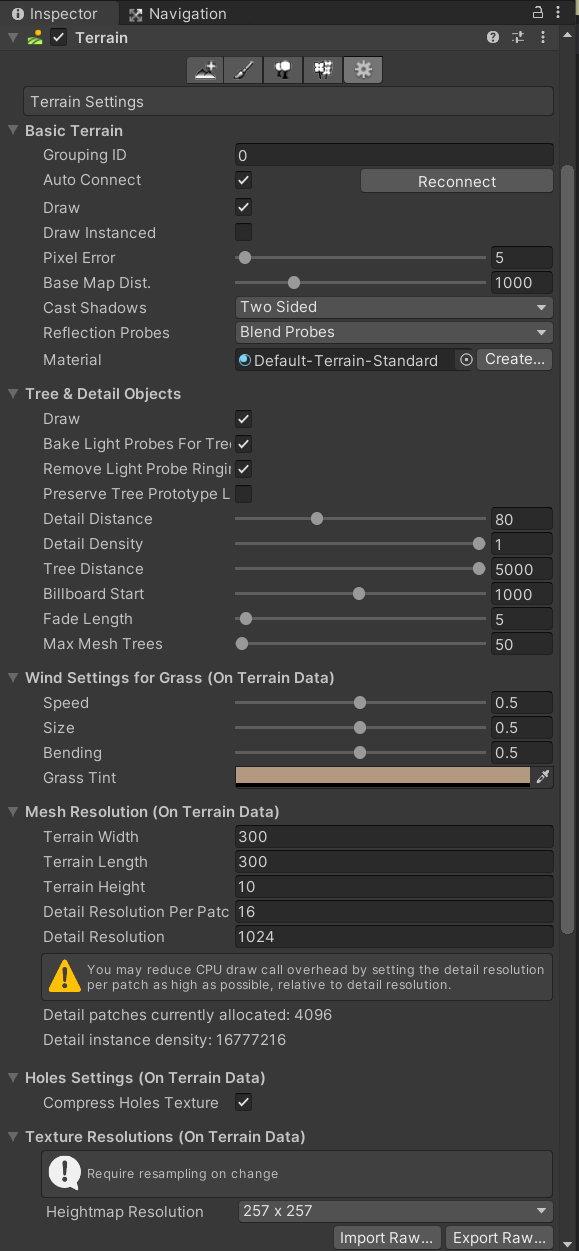 Inspector
Navigation
Terrain
Terrain Settings
Basic Terrain
Grouping ID 0
Auto Connect Reconnect
Draw
Draw Instanced
Pixel Error 5
Base Map Dist. 1000
Cast Shadows Two Sided
Reflection Probes Blend Probes
Material Default-Terrain-Standard Create...
Tree & Detail Objects
Draw
Bake Light Probes For Tre
Remove Light Probe Ringi
Preserve Tree Prototype L
Detail Distance 80
Detail Density 1
Tree Distance 5000
Billboard Start 1000
Fade Length 5
Max Mesh Trees 50
Wind Settings for Grass (On Terrain Data)
Speed 0.5
Size 0.5
Bending 0.5
Grass Tint
Mesh Resolution (On Terrain Data)
Terrain Width 300
Terrain Length 300
Terrain Height 10
Detail Resolution Per Patc 16
Detail Resolution 1024
You may reduce CPU draw call overhead by setting the detail resolution
per patch as high as possible, relative to detail resolution.
Detail patches currently allocated: 4096
Detail instance density: 16777216
Holes Settings (On Terrain Data)
Compress Holes Texture
Texture Resolutions (On Terrain Data)
Require resampling on change
Heightmap Resolution 257 x 257
Import Raw... Export Raw...